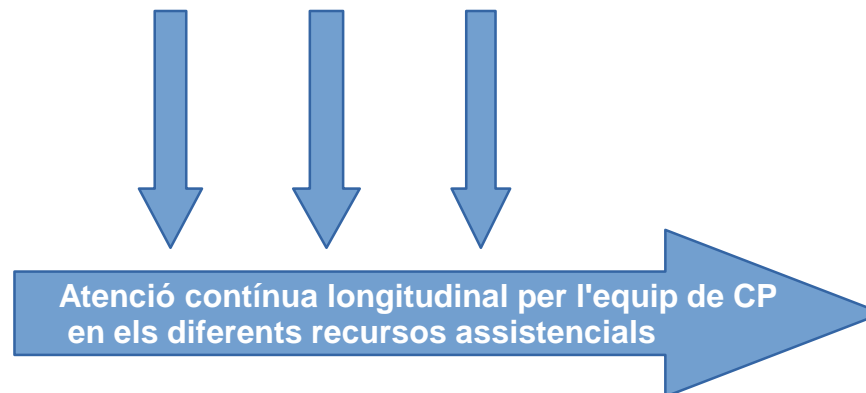 Atenció contínua longitudinal per l'equip de CP
en els diferents recursos assistencials